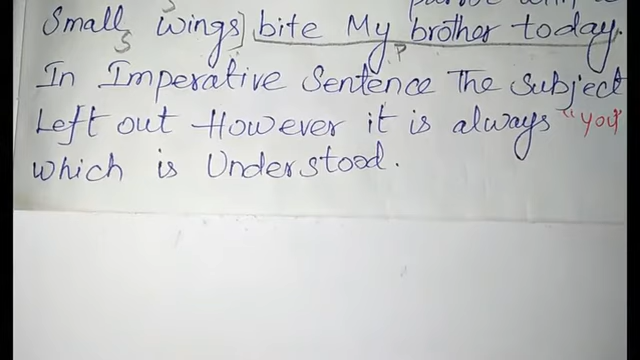 Small wings] bite My brother today.
S
P
In Imperative Sentence The Subject
Left out However it is always "you"
which is Understood.